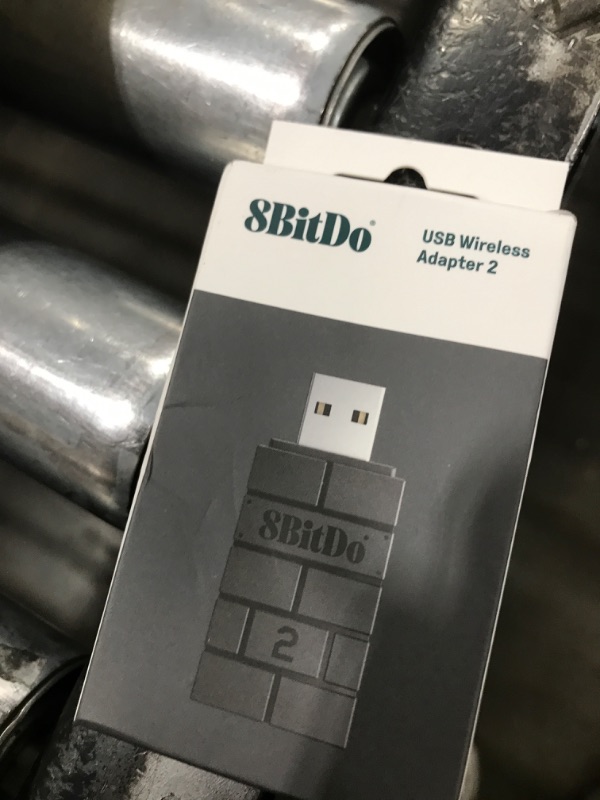 8BitDo
USB Wireless
Adapter 2
8BitDo
2